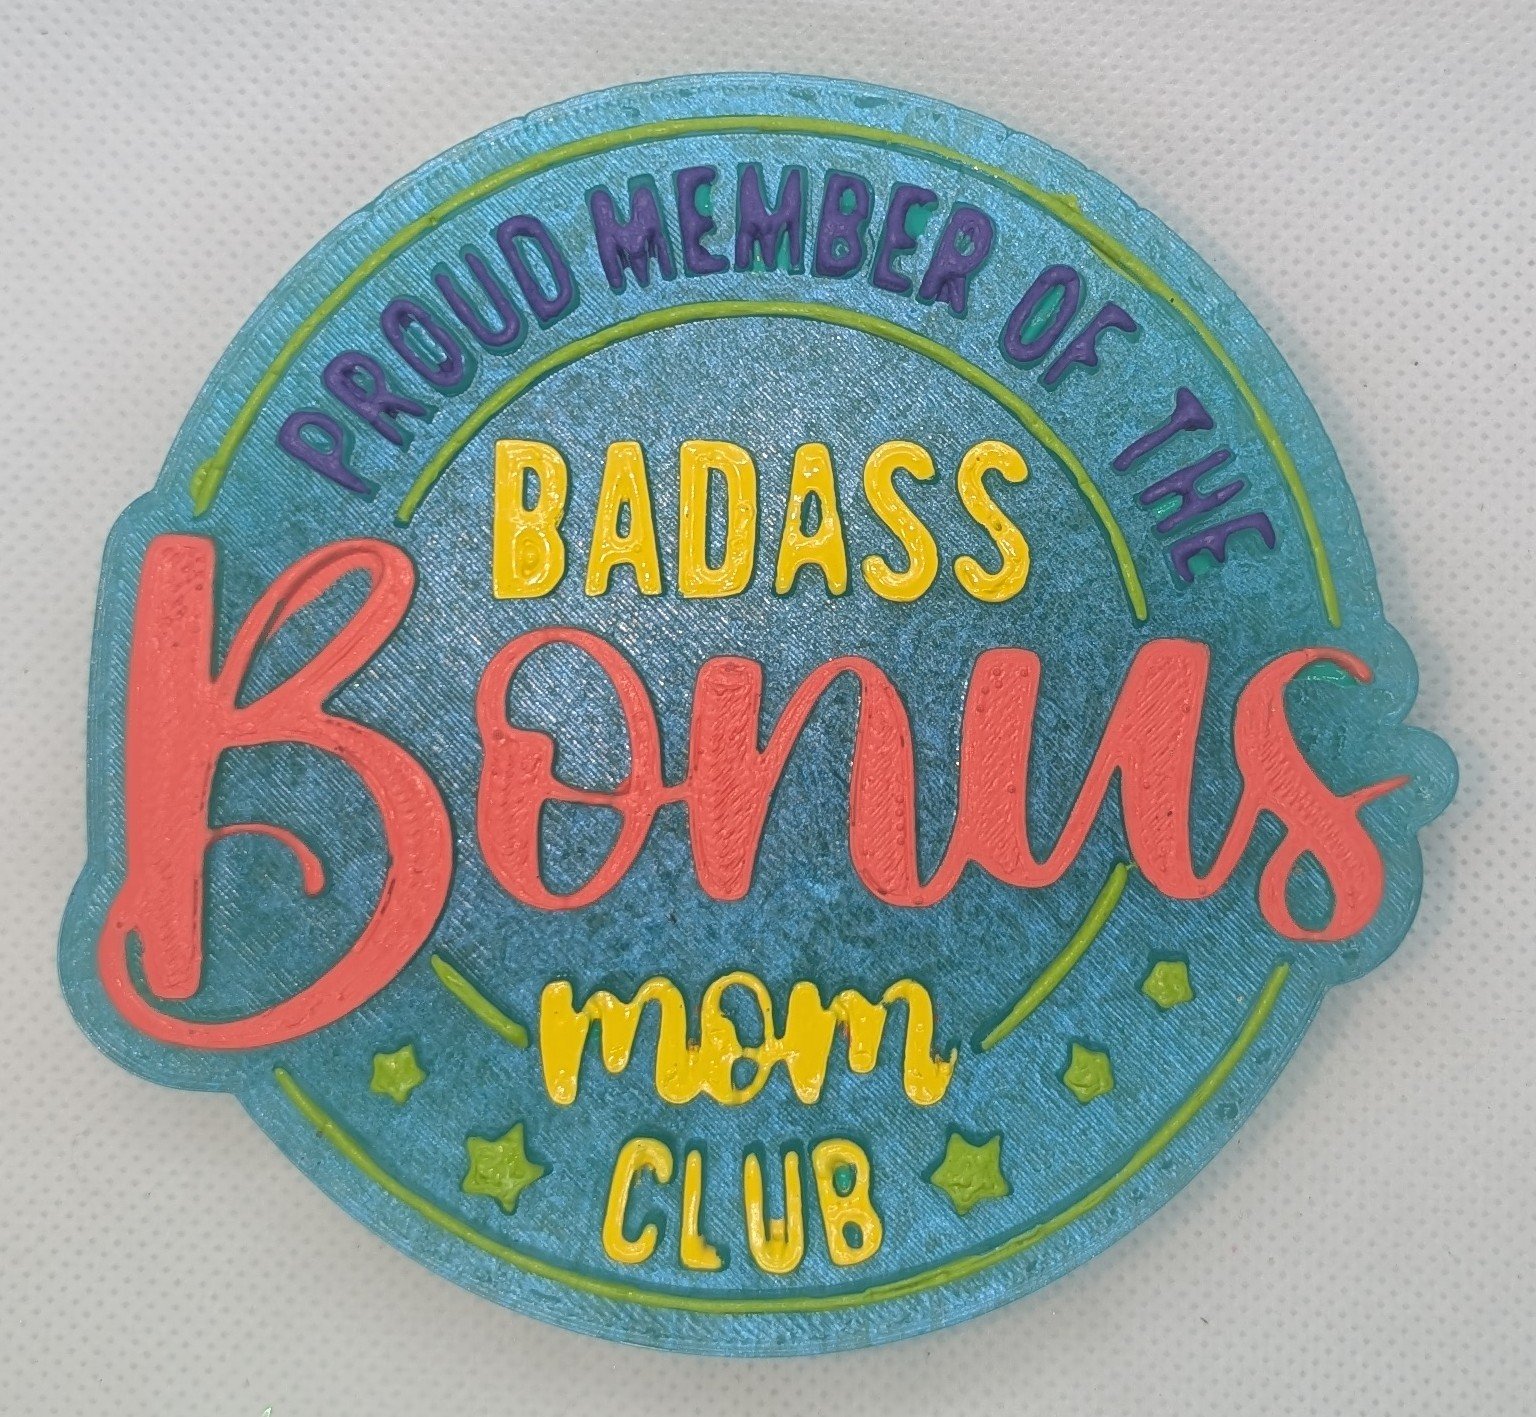 PROUD MEMBER OF THE
BADASS
Bonus
mom
CLUB